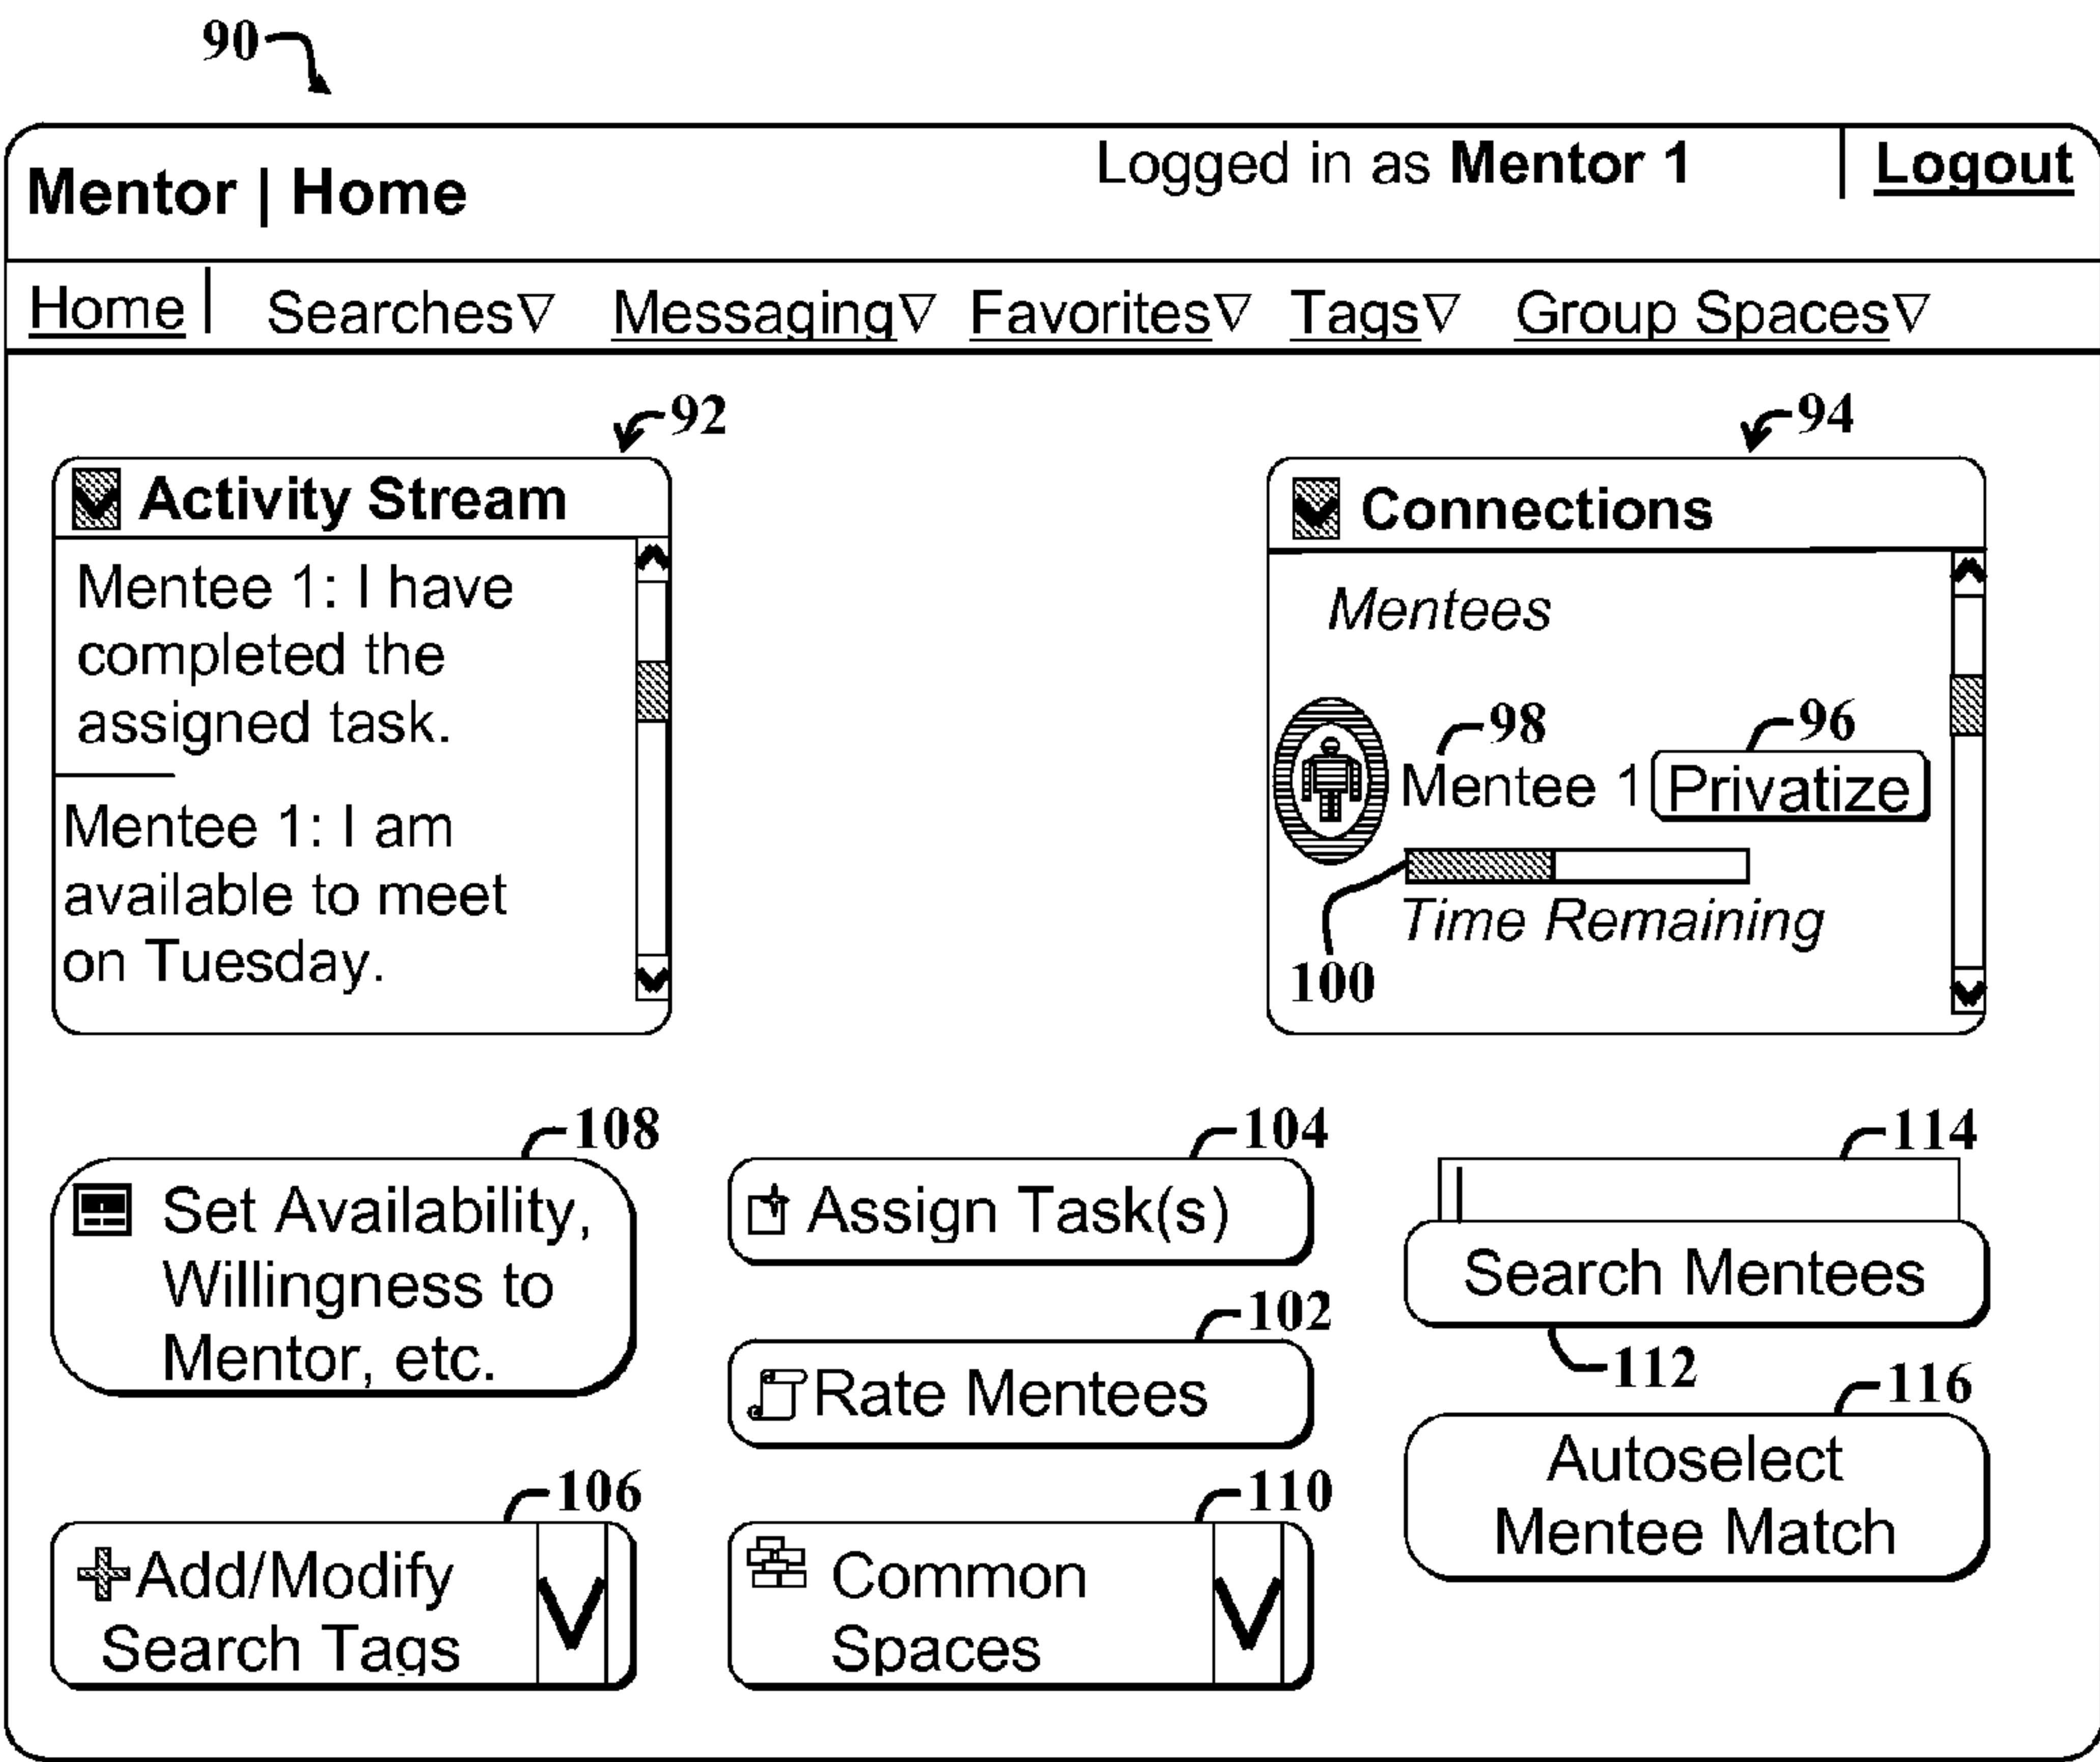 90
Mentor | Home
Logged in as Mentor 1
Logout
Home
Searches
Messaging
Favorites
Tags
Group Spaces
92
Activity Stream
Mentee 1: I have
completed the
assigned task.
Mentee 1: I am
available to meet
on Tuesday.
94
Connections
Mentees
98
96
Mentee 1
Privatize
Time Remaining
100
108
Set Availability,
Willingness to
Mentor, etc.
104
Assign Task(s)
102
Rate Mentees
114
Search Mentees
112
116
Autoselect
Mentee Match
106
Add/Modify
Search Tags
110
Common
Spaces